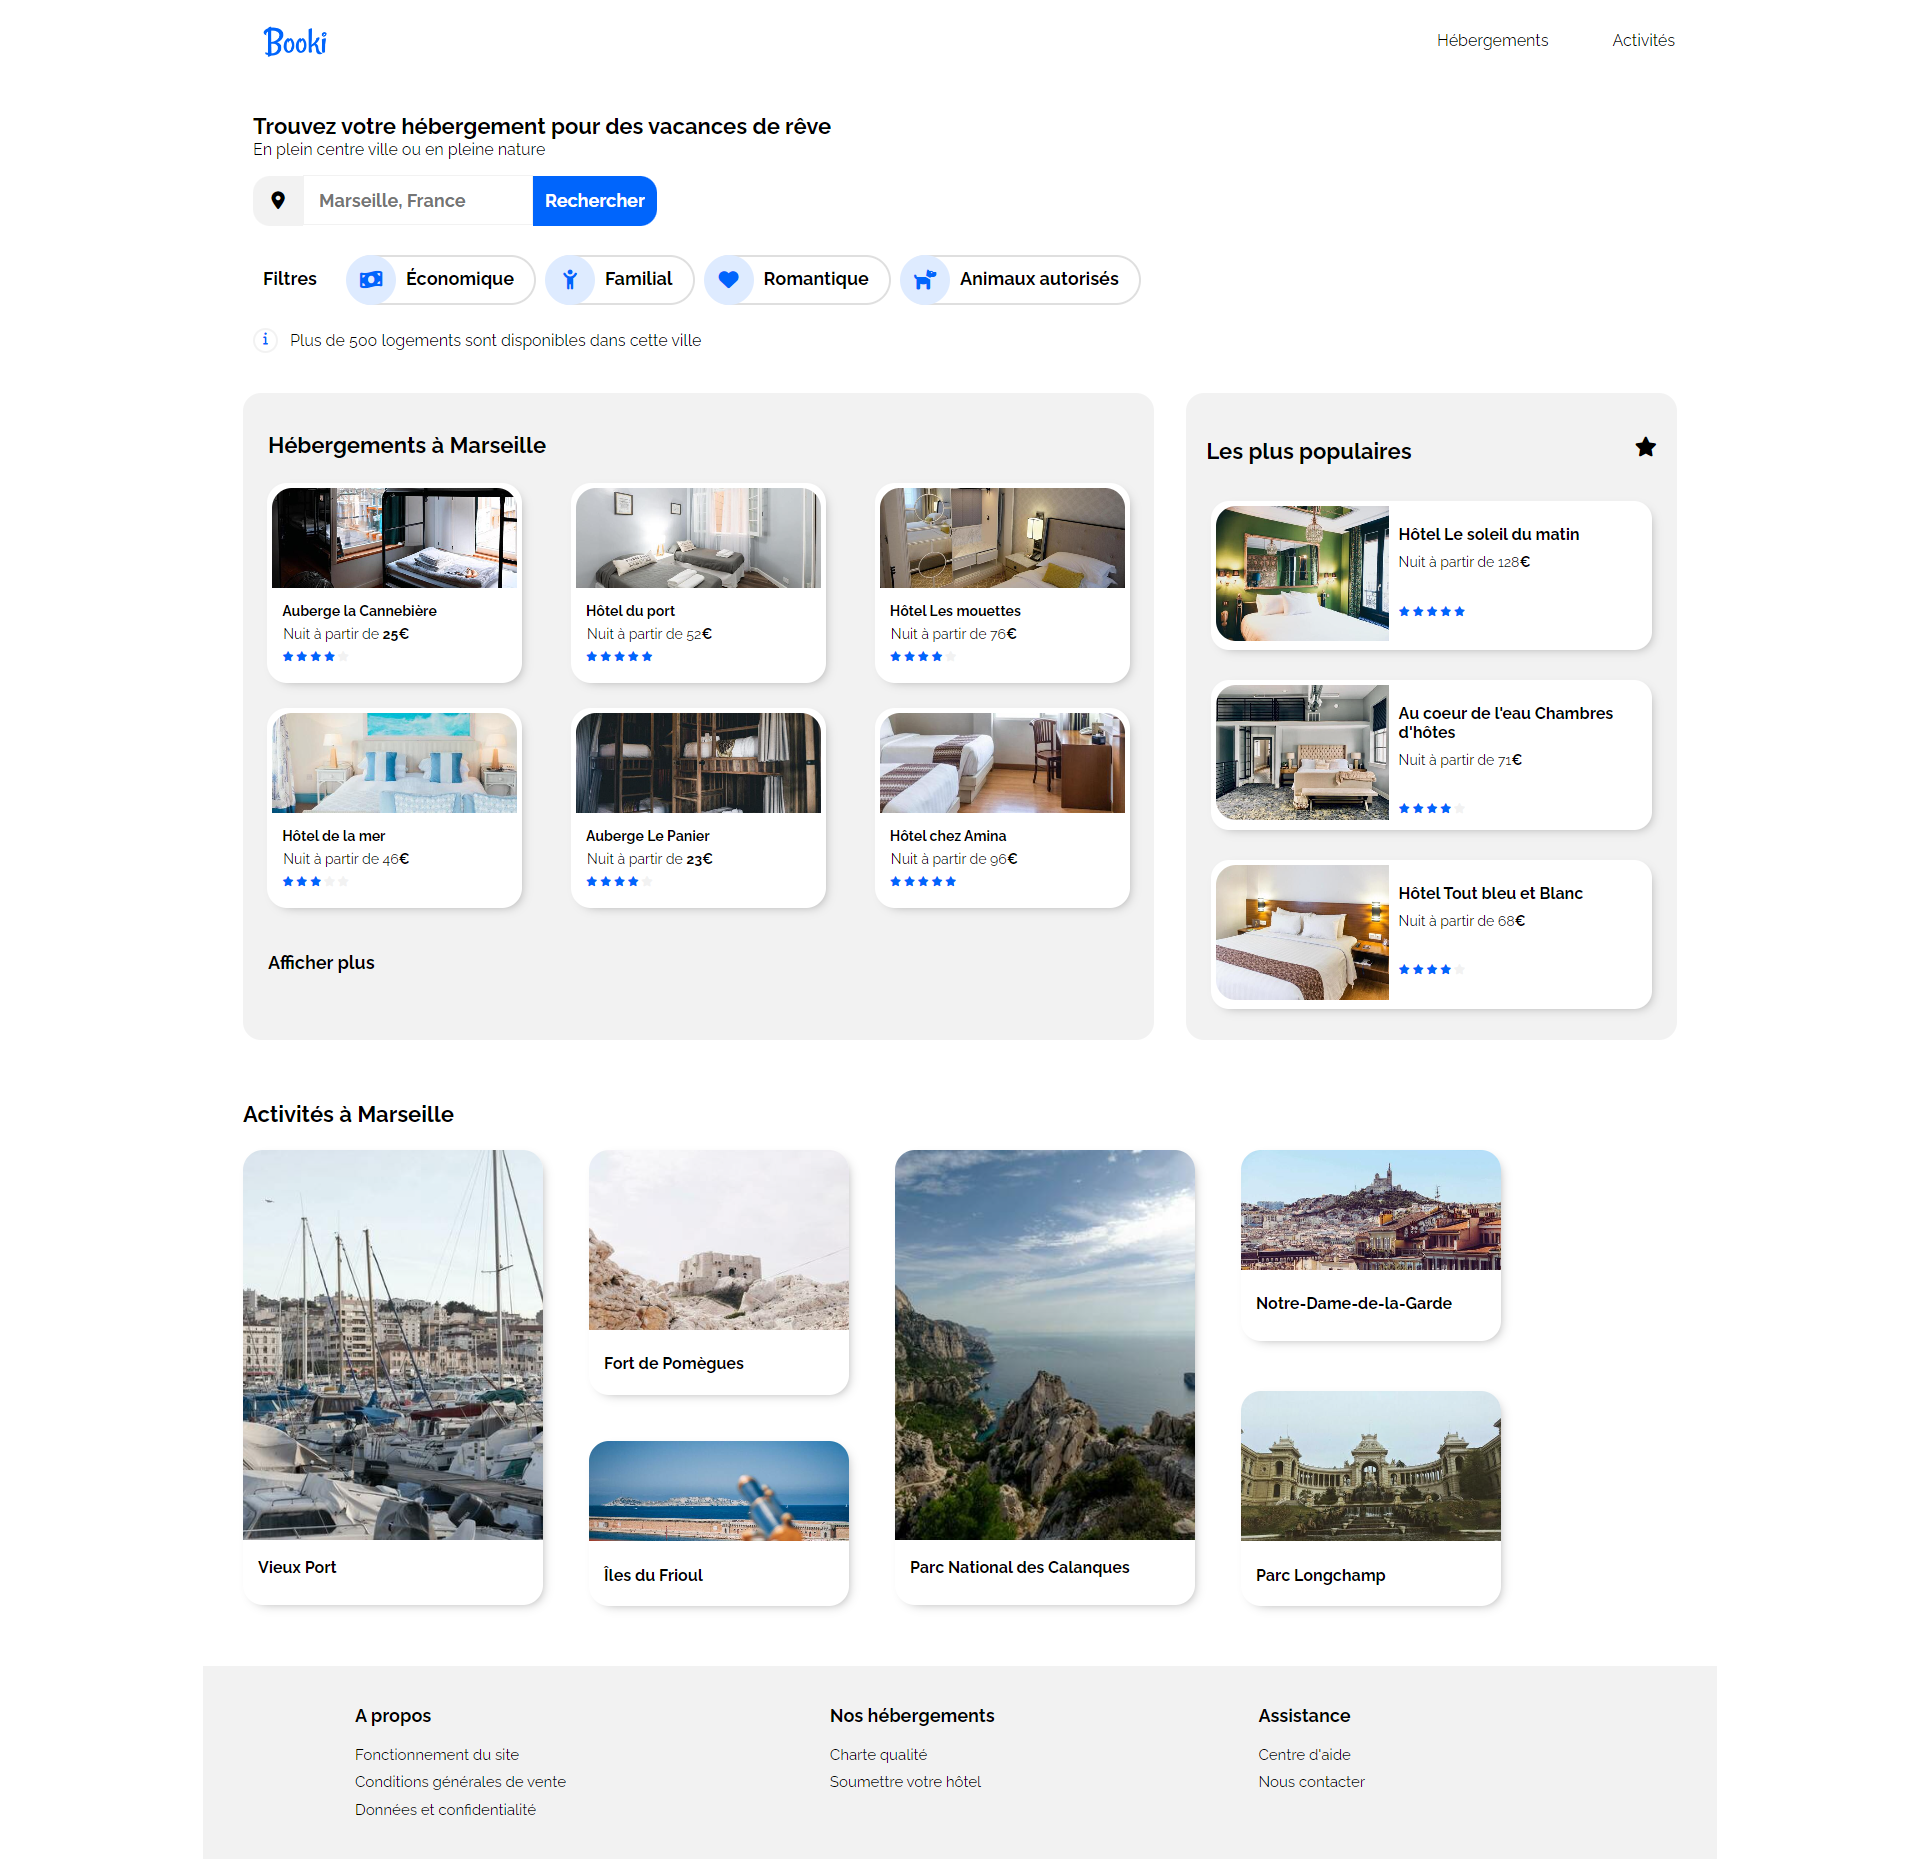 Booki
Hébergements
Activités
Trouvez votre hébergement pour des vacances de rêve
En plein centre ville ou en pleine nature
Marseille, France
Rechercher
Filtres
Économique
Familial
Romantique
Animaux autorisés
Plus de 500 logements sont disponibles dans cette ville
Hébergements à Marseille
Auberge la Cannebière
Nuit à partir de 25€
Hôtel du port
Nuit à partir de 52€
Hôtel Les mouettes
Nuit à partir de 76€
Hôtel de la mer
Nuit à partir de 46€
Auberge Le Panier
Nuit à partir de 23€
Hôtel chez Amina
Nuit à partir de 96€
Afficher plus
Les plus populaires
Hôtel Le soleil du matin
Nuit à partir de 128€
Au coeur de l'eau Chambres
d'hôtes
Nuit à partir de 71€
Hôtel Tout bleu et Blanc
Nuit à partir de 68€
Activités à Marseille
Vieux Port
Fort de Pomègues
Îles du Frioul
Parc National des Calanques
Notre-Dame-de-la-Garde
Parc Longchamp
A propos
Fonctionnement du site
Conditions générales de vente
Données et confidentialité
Nos hébergements
Charte qualité
Soumettre votre hôtel
Assistance
Centre d'aide
Nous contacter